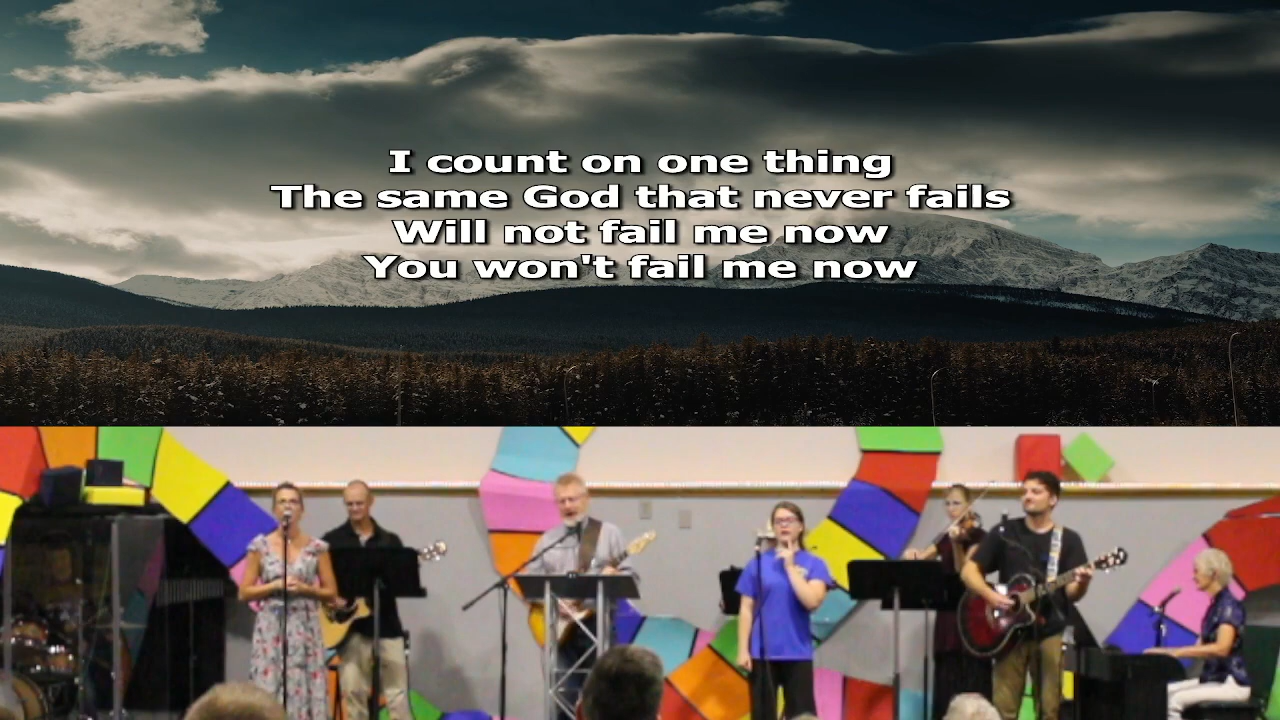 I count on one thing
The same God that never fails
Will not fail me now
You won't fail me now